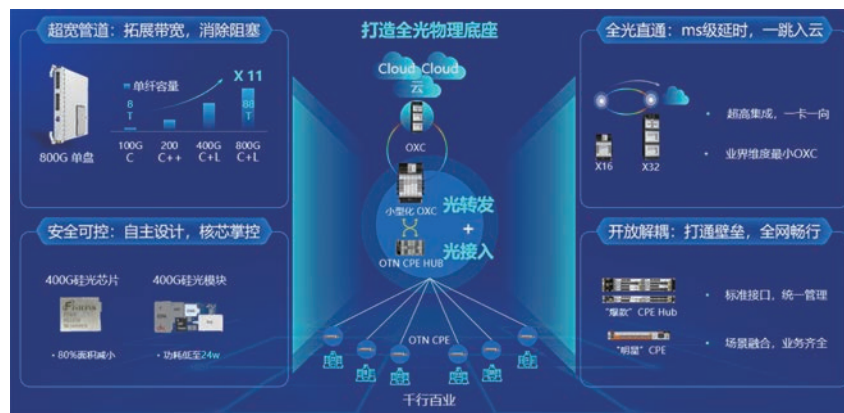 超宽管道：拓展带宽，消除阻塞
单纤容量
X 11
8
T
88
T
800G 单盘
100G
C
200
C++
400G
C+L
800G
C+L
安全可控：自主设计，核芯掌控
400G硅光芯片
400G硅光模块
• 80%面积减小
• 功耗低至24w
打造全光物理底座
Cloud Cloud
云
OXC
小型化 OXC
光转发
+
光接入
OTN CPE HUB
OTN CPE
千行百业
全光直通：ms级延时，一跳入云
X16
X32
• 超高集成，一卡一向
• 业界维度最小OXC
开放解耦：打通壁垒，全网畅行
“爆款” CPE Hub
“明星” CPE
• 标准接口，统一管理
• 场景融合，业务齐全